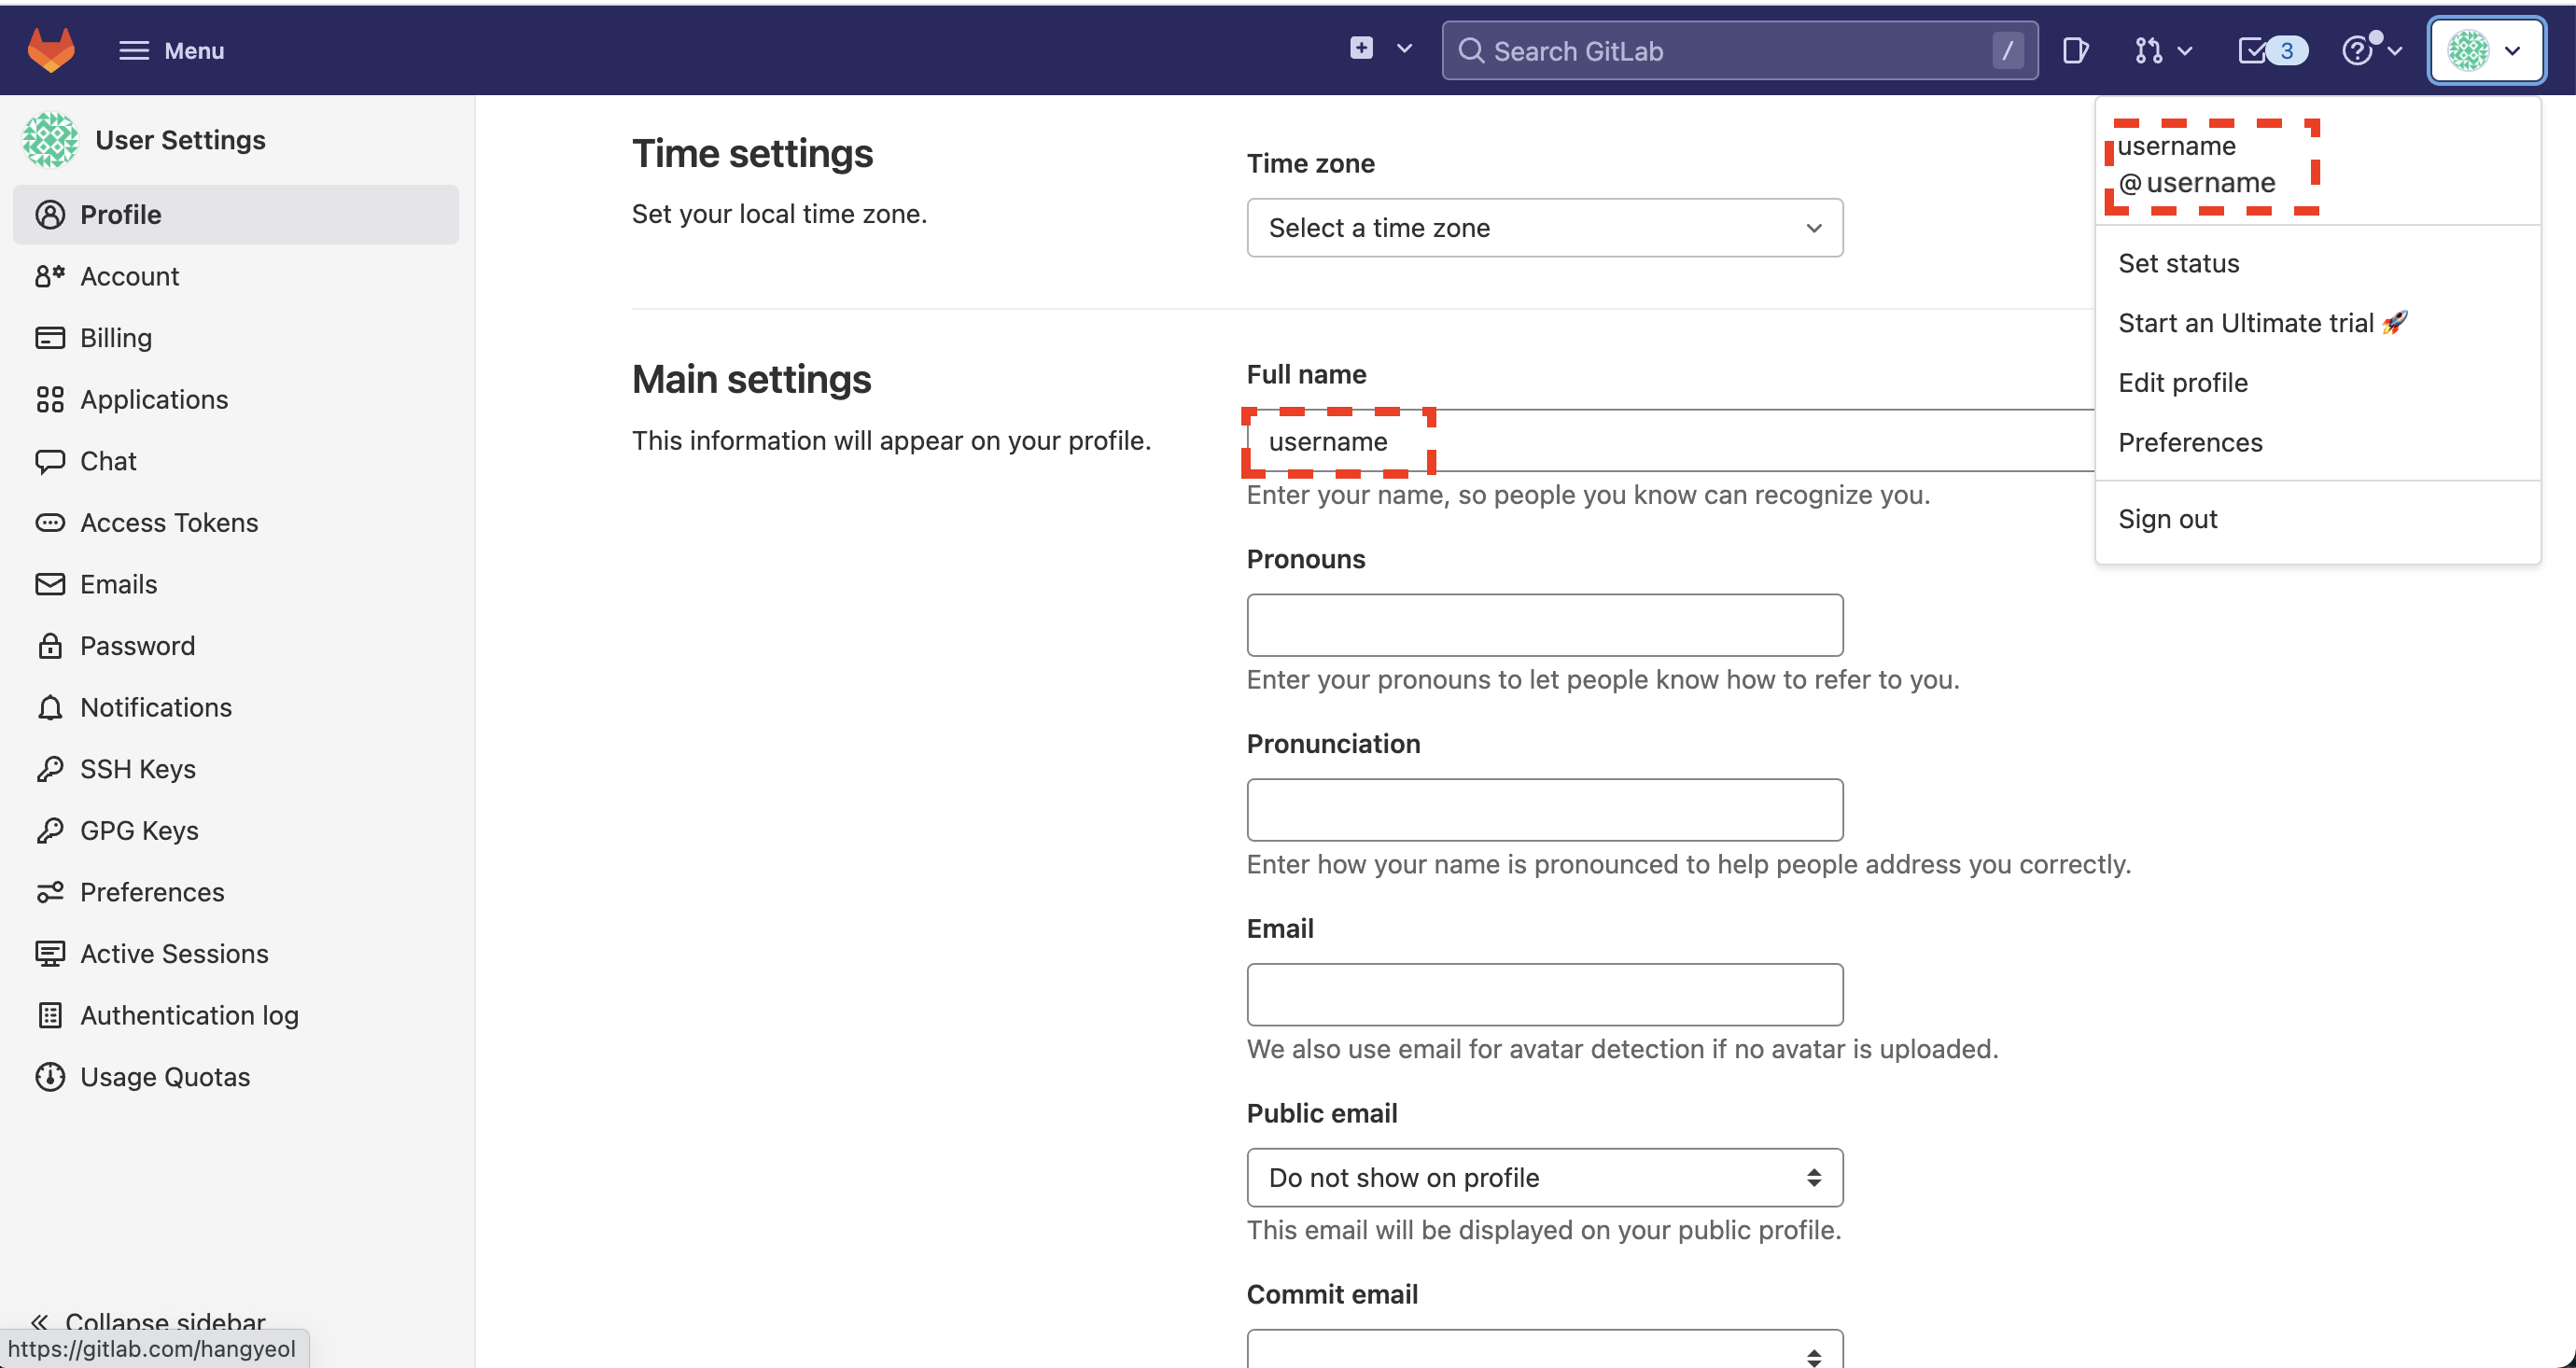 Menu
Search GitLab
/
3
User Settings
Profile
Account
Billing
Applications
Chat
Access Tokens
Emails
Password
Notifications
SSH Keys
GPG Keys
Preferences
Active Sessions
Authentication log
Usage Quotas
Collapse sidebar
https://gitlab.com/hangyeol
Time settings
Set your local time zone.
Time zone
Select a time zone
Main settings
This information will appear on your profile.
Full name
username
Enter your name, so people you know can recognize you.
Pronouns
Enter your pronouns to let people know how to refer to you.
Pronunciation
Enter how your name is pronounced to help people address you correctly.
Email
We also use email for avatar detection if no avatar is uploaded.
Public email
Do not show on profile
This email will be displayed on your public profile.
Commit email
username
@username
Set status
Start an Ultimate trial 🚀
Edit profile
Preferences
Sign out